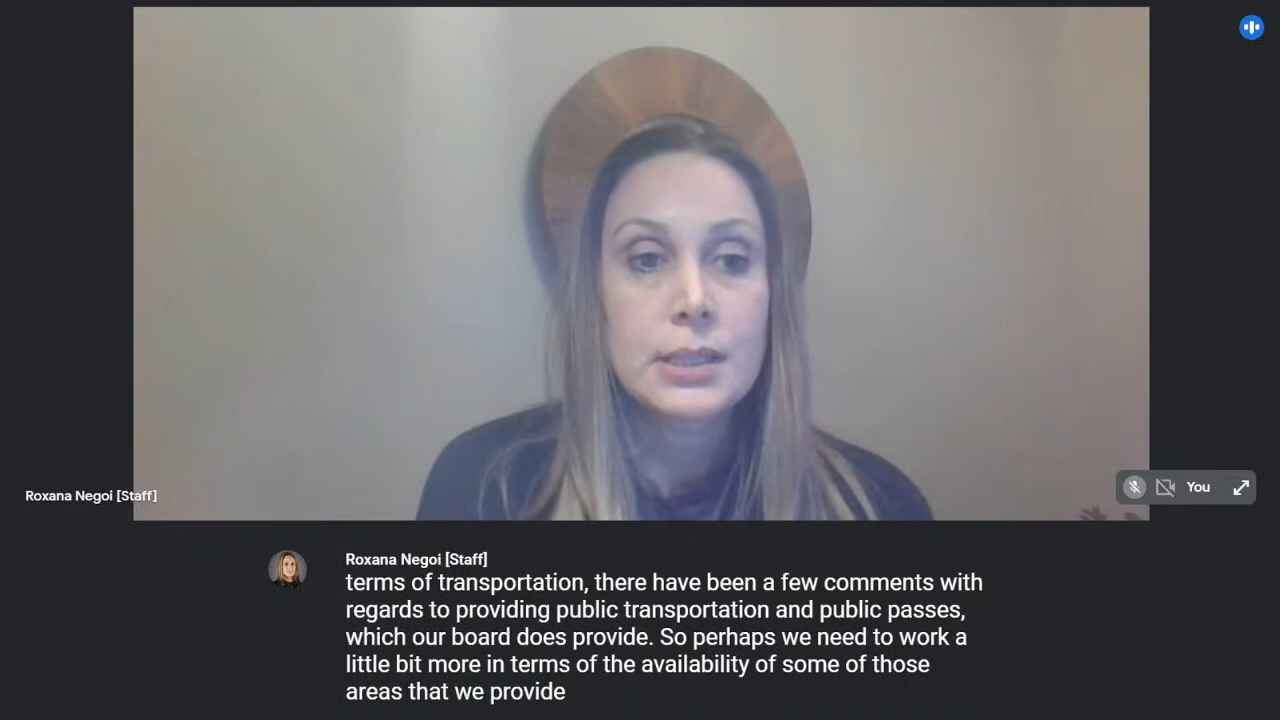 Roxana Negoi [Staff]
You
Roxana Negoi [Staff]
terms of transportation, there have been a few comments with
regards to providing public transportation and public passes,
which our board does provide. So perhaps we need to work a
little bit more in terms of the availability of some of those
areas that we provide